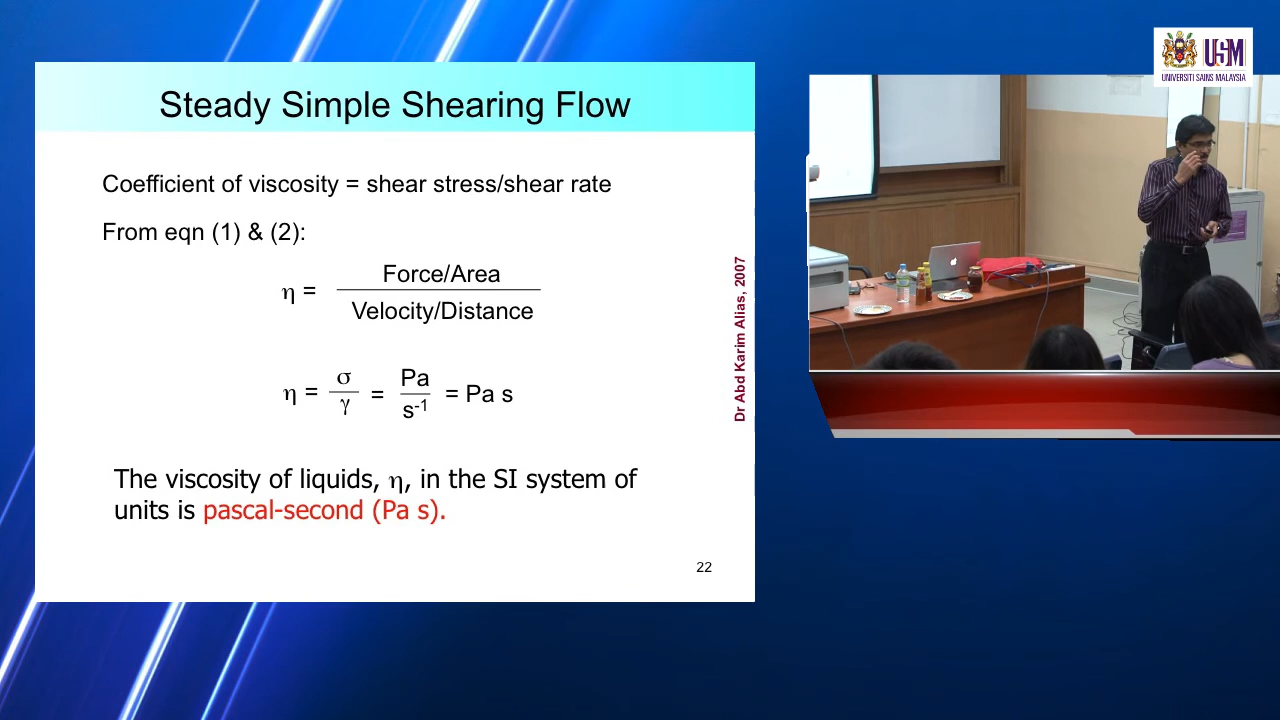 Steady Simple Shearing Flow
Coefficient of viscosity = shear stress/shear rate
From eqn (1) & (2):
η = Force/Area
Velocity/Distance
η = σ/γ = Pa/s-1 = Pa s
The viscosity of liquids, η, in the SI system of
units is pascal-second (Pa s).
22
Dr Abd Karim Alias, 2007
USM
UNIVERSITI SAINS MALAYSIA